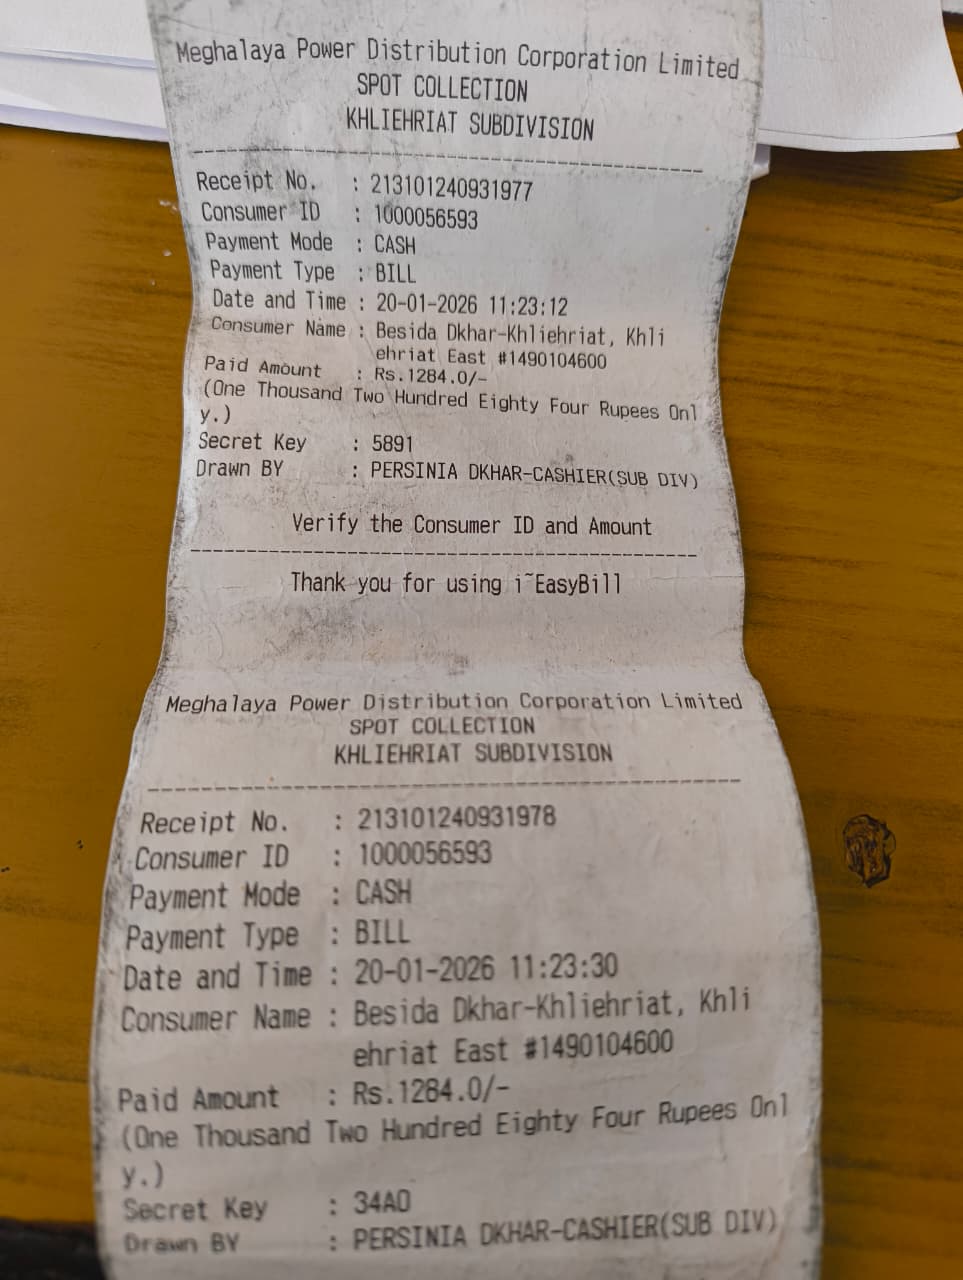 Meghalaya Power Distribution Corporation Limited
SPOT COLLECTION
KHLIEHRIAT SUBDIVISION
Receipt No. : 213101240931977
Consumer ID : 1000056593
Payment Mode : CASH
Payment Type : BILL
Date and Time : 20-01-2026 11:23:12
Consumer Name : Besida Dkhar-Khliehriat, Khli
ehriat East #1490104600
Paid Amount : Rs.1284.0/-
(One Thousand Two Hundred Eighty Four Rupees Onl
y.)
Secret Key : 5891
Drawn BY : PERSINIA DKHAR-CASHIER(SUB DIV)
Verify the Consumer ID and Amount
Thank you for using i~EasyBill
Meghalaya Power Distribution Corporation Limited
SPOT COLLECTION
KHLIEHRIAT SUBDIVISION
Receipt No. : 213101240931978
Consumer ID : 1000056593
Payment Mode : CASH
Payment Type : BILL
Date and Time : 20-01-2026 11:23:30
Consumer Name : Besida Dkhar-Khliehriat, Khli
ehriat East #1490104600
Paid Amount : Rs.1284.0/-
(One Thousand Two Hundred Eighty Four Rupees Onl
y.)
Secret Key : 34A0
Drawn BY : PERSINIA DKHAR-CASHIER(SUB DIV)